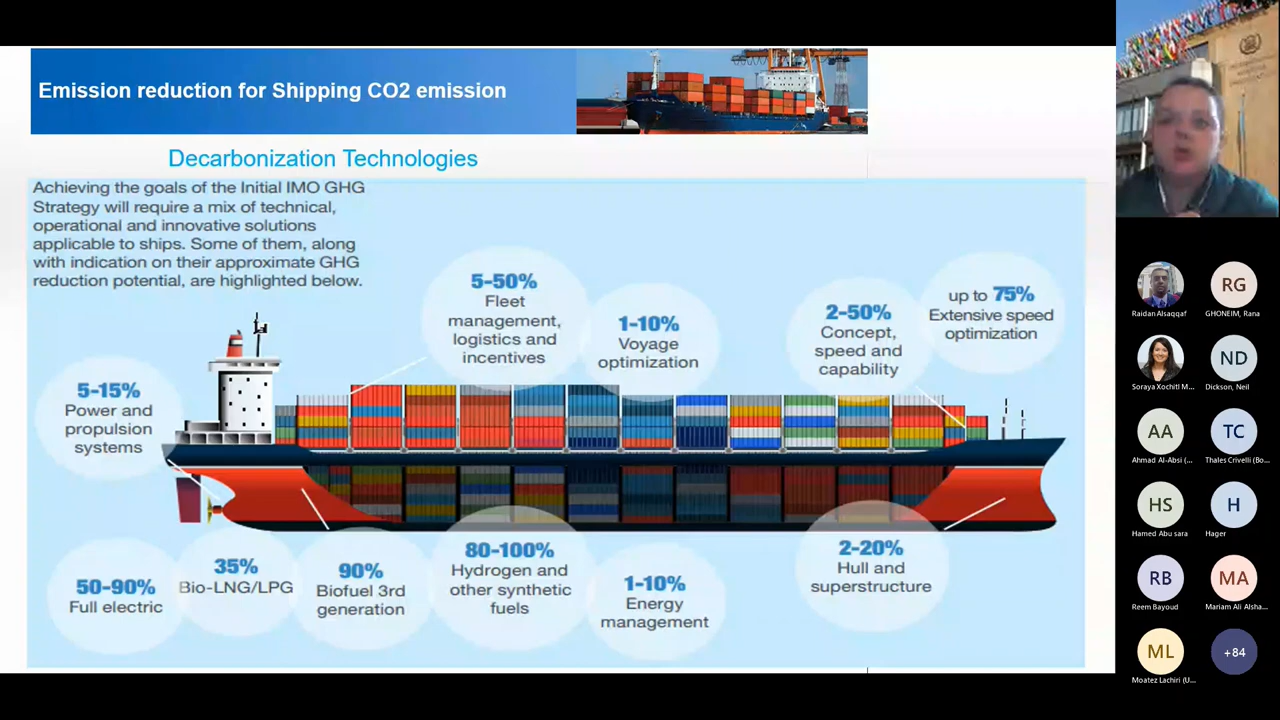 Emission reduction for Shipping CO2 emission
Decarbonization Technologies
Achieving the goals of the Initial IMO GHG
Strategy will require a mix of technical,
operational and innovative solutions
applicable to ships. Some of them, along
with indication on their approximate GHG
reduction potential, are highlighted below.
5-15%
Power and
propulsion
systems
5-50%
Fleet
management,
logistics and
incentives
1-10%
Voyage
optimization
2-50%
Concept,
speed and
capability
up to 75%
Extensive speed
optimization
50-90%
Full electric
35%
Bio-LNG/LPG
90%
Biofuel 3rd
generation
80-100%
Hydrogen and
other synthetic
fuels
1-10%
Energy
management
2-20%
Hull and
superstructure
Raidan Alsaqqaf
RG
GHONEIM, Rana
Soraya Xochitl M...
ND
Dickson, Neil
AA
Ahmad Al-Absi (...
TC
Thales Crivelli (Bo...
HS
Hamed Abu sara
H
Hager
RB
Reem Bayoud
MA
Mariam Ali Alsha...
ML
Moatez Lachiri (U...
+84